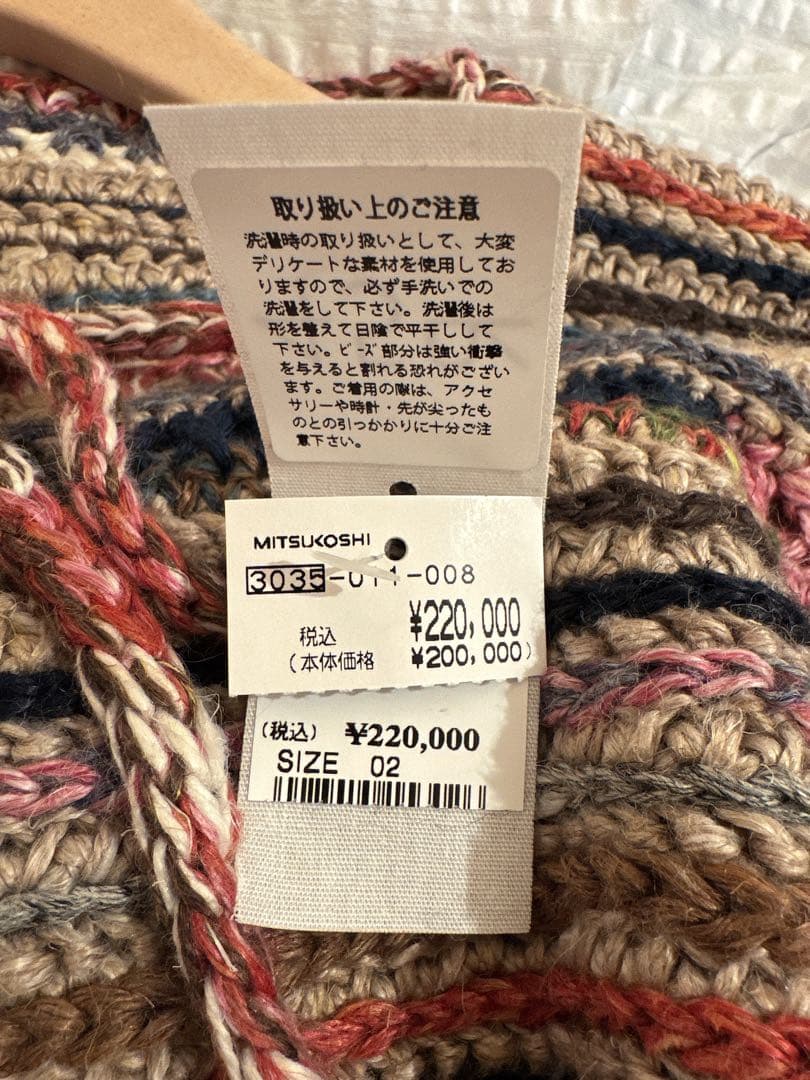 取り扱い上のご注意
洗濯時の取り扱いとして、大変
デリケートな素材を使用してお
りますので、必ず手洗いでの
洗濯をして下さい。洗濯後は
形を整えて日陰で平干しして
下さい。ﾋﾞｰｽﾞ部分は強い衝撃
を与えると割れる恐れがござい
ます。ご着用の際は、アクセ
サリーや時計・先が尖ったも
のとの引っかかりに十分ご注
意下さい。
MITSUKOSHI
3035-011-008
税込 ¥220,000
(本体価格 ¥200,000)
(税込) ¥220,000
SIZE 02